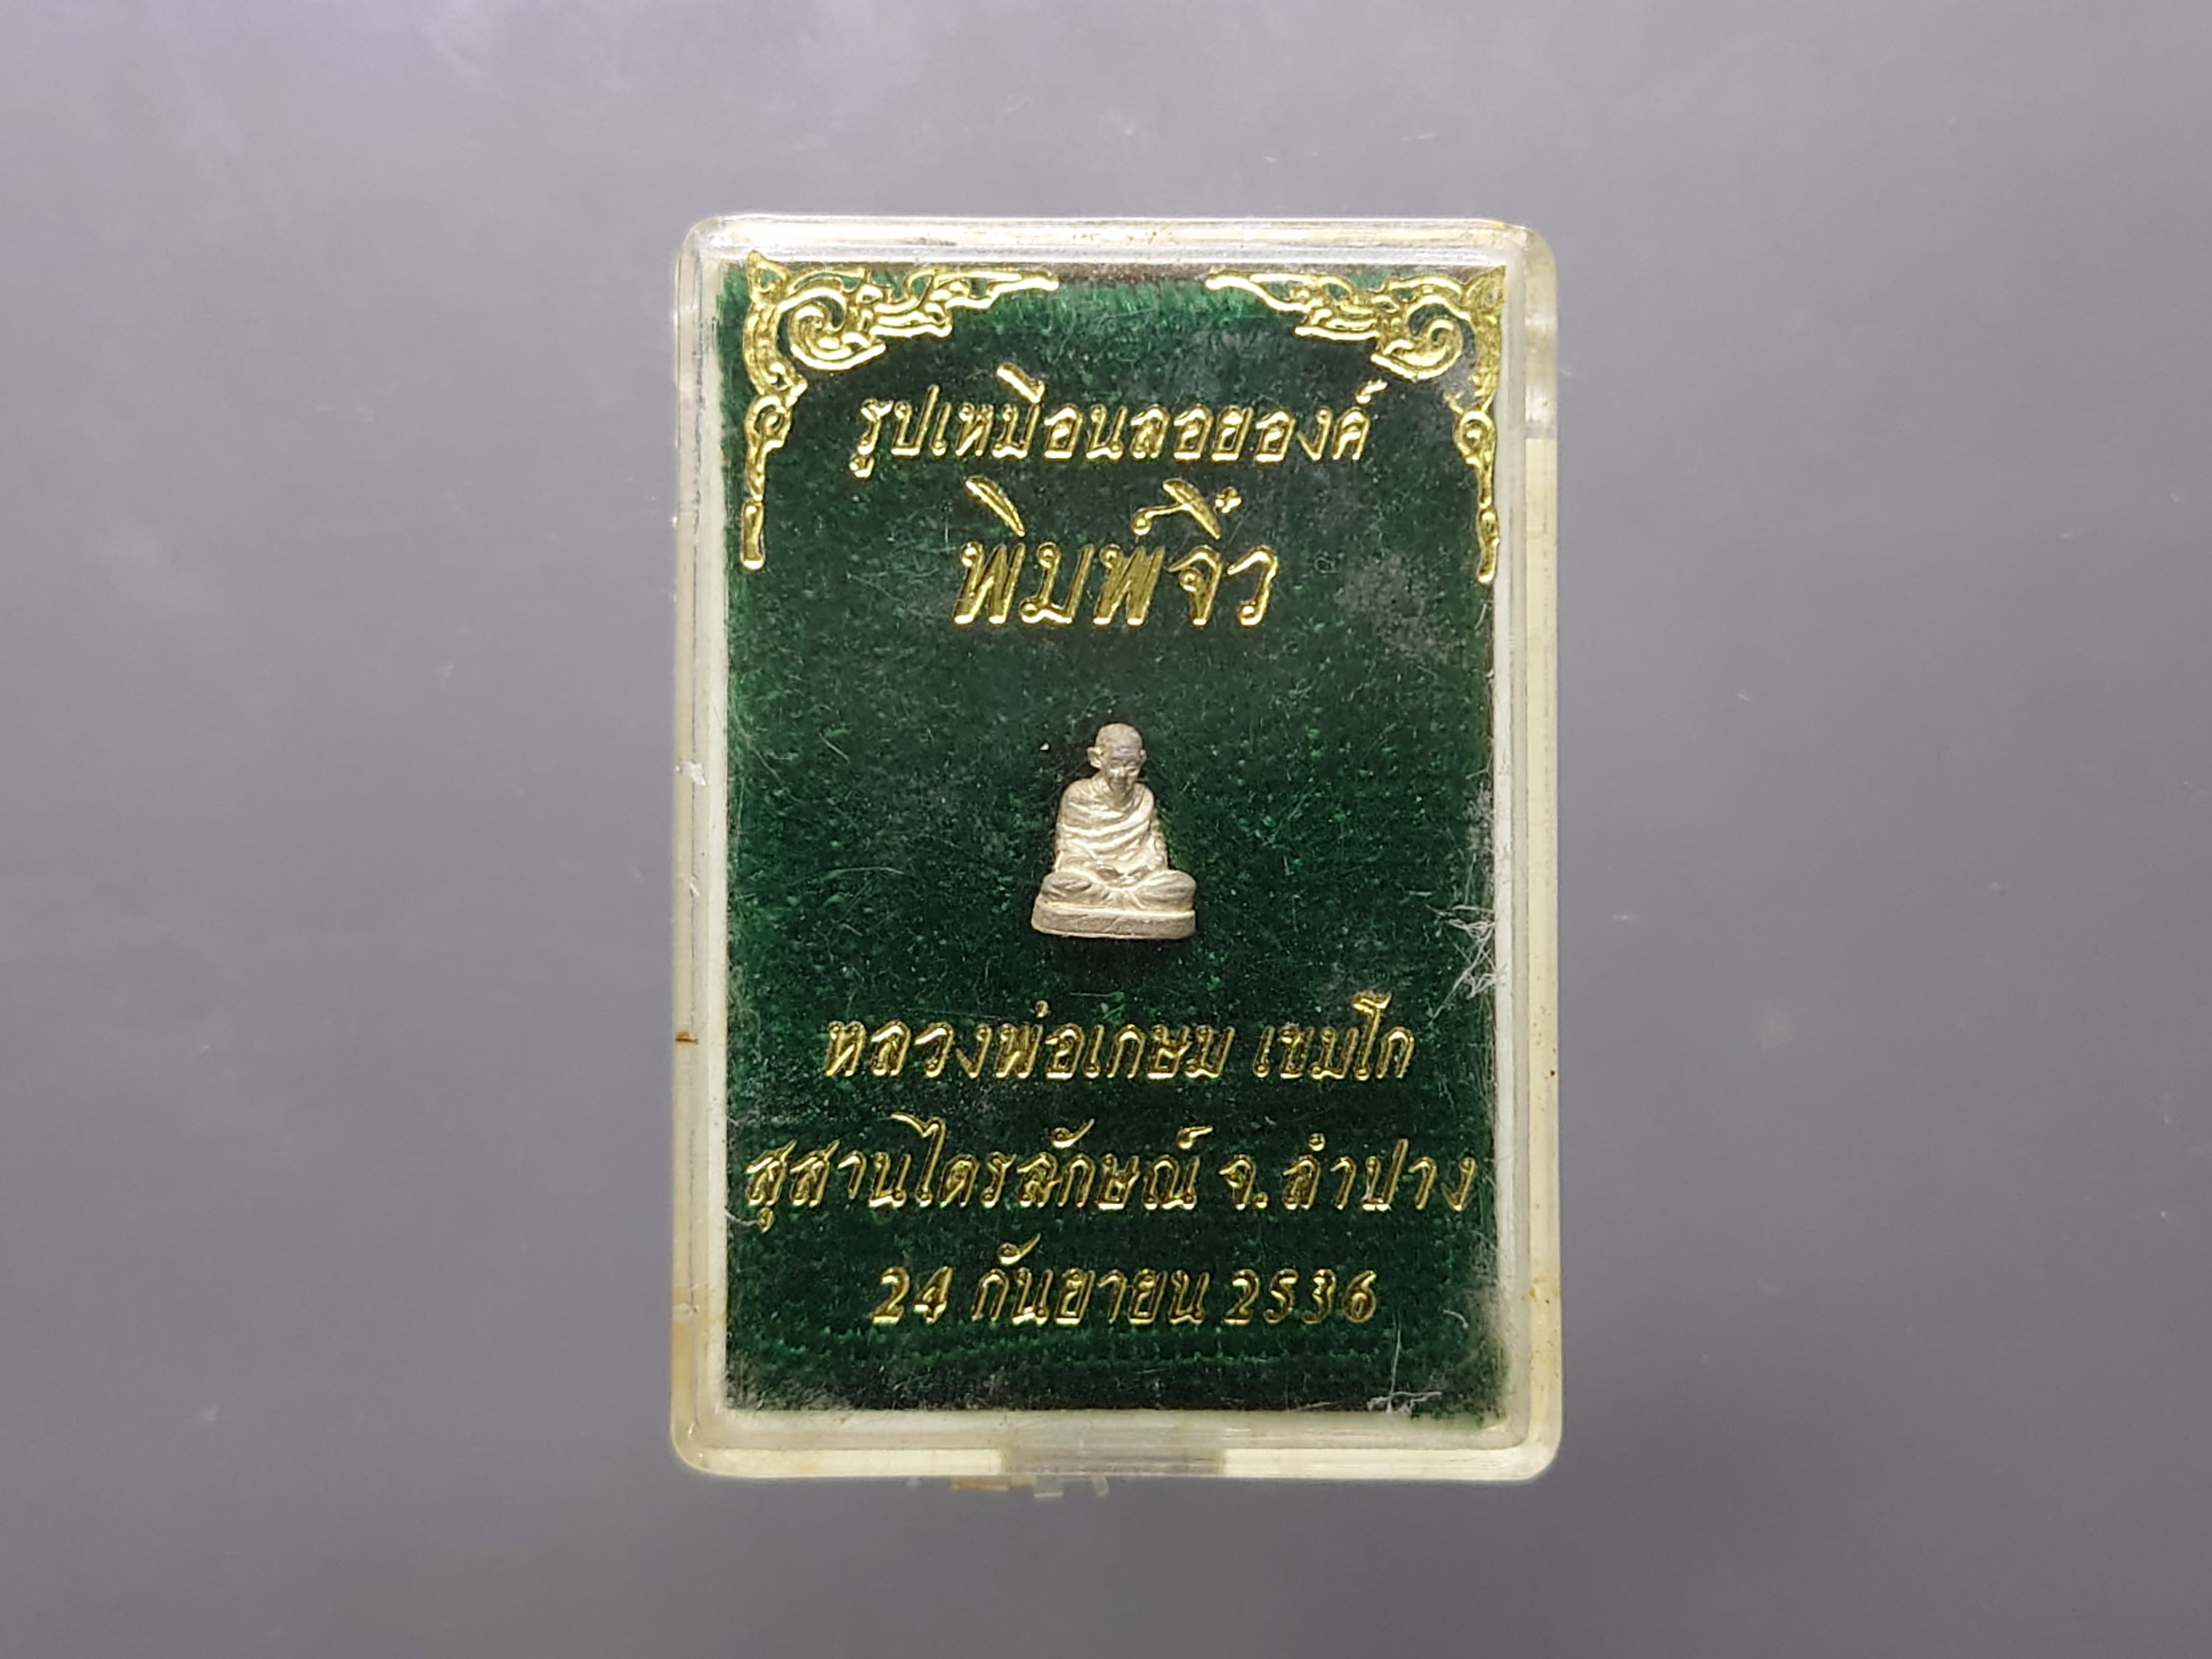 รูปเหมือนลอยองค์
พิมพ์จิ๋ว
หลวงพ่อเกษม เขมโก
สุสานไตรลักษณ์ จ.ลำปาง
24 กันยายน 2536